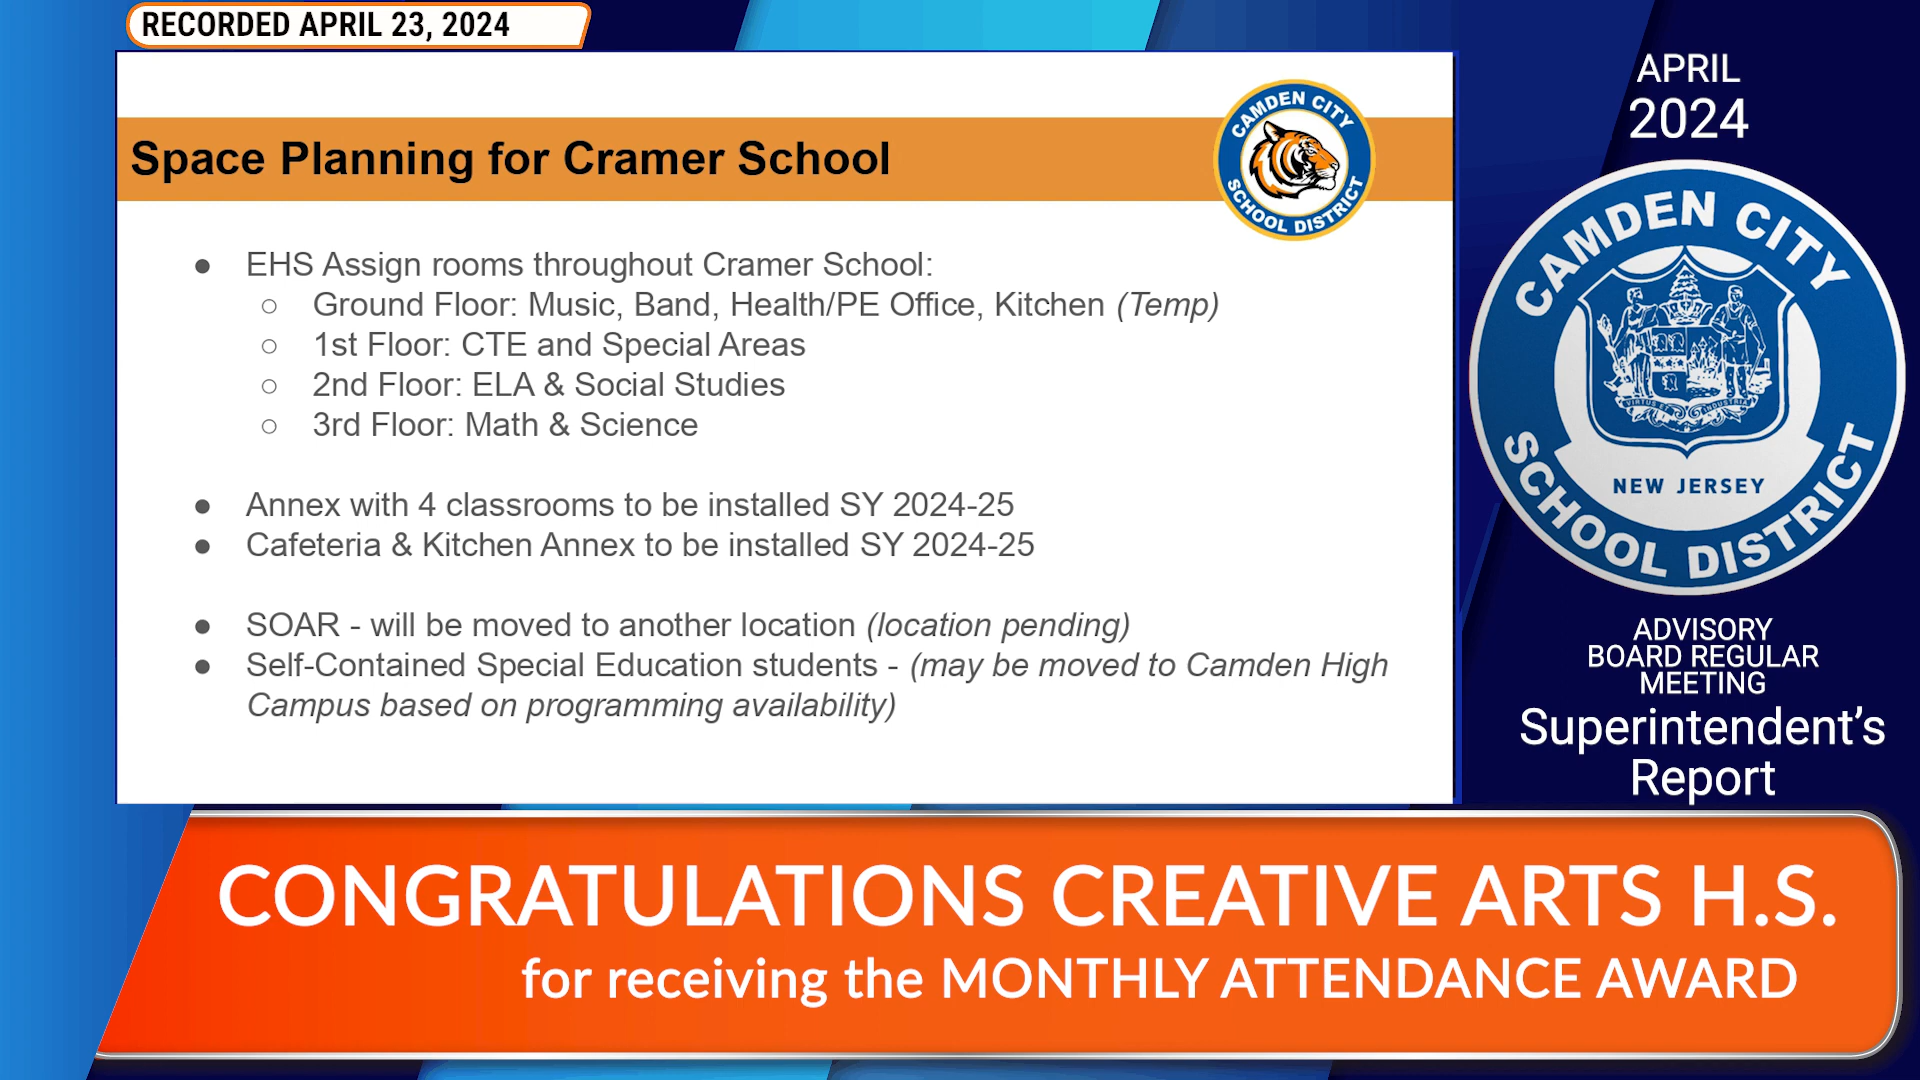 RECORDED APRIL 23, 2024
Space Planning for Cramer School
CAMDEN CITY
SCHOOL DISTRICT
● EHS Assign rooms throughout Cramer School:
○ Ground Floor: Music, Band, Health/PE Office, Kitchen (Temp)
○ 1st Floor: CTE and Special Areas
○ 2nd Floor: ELA & Social Studies
○ 3rd Floor: Math & Science
● Annex with 4 classrooms to be installed SY 2024-25
● Cafeteria & Kitchen Annex to be installed SY 2024-25
● SOAR - will be moved to another location (location pending)
● Self-Contained Special Education students - (may be moved to Camden High
Campus based on programming availability)
APRIL
2024
CAMDEN CITY
VIRTUS ET INDUSTRIA
NEW JERSEY
SCHOOL DISTRICT
ADVISORY
BOARD REGULAR
MEETING
Superintendent’s
Report
CONGRATULATIONS CREATIVE ARTS H.S.
for receiving the MONTHLY ATTENDANCE AWARD